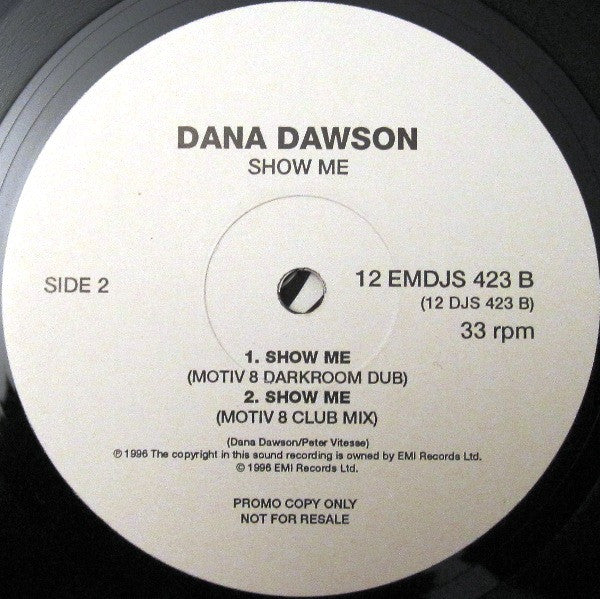 DANA DAWSON
SHOW ME
SIDE 2
12 EMDJS 423 B
(12 DJS 423 B)
33 rpm
1. SHOW ME
(MOTIV 8 DARKROOM DUB)
2. SHOW ME
(MOTIV 8 CLUB MIX)
(Dana Dawson/Peter Vitesse)
℗ 1996 The copyright in this sound recording is owned by EMI Records Ltd.
© 1996 EMI Records Ltd.
PROMO COPY ONLY
NOT FOR RESALE